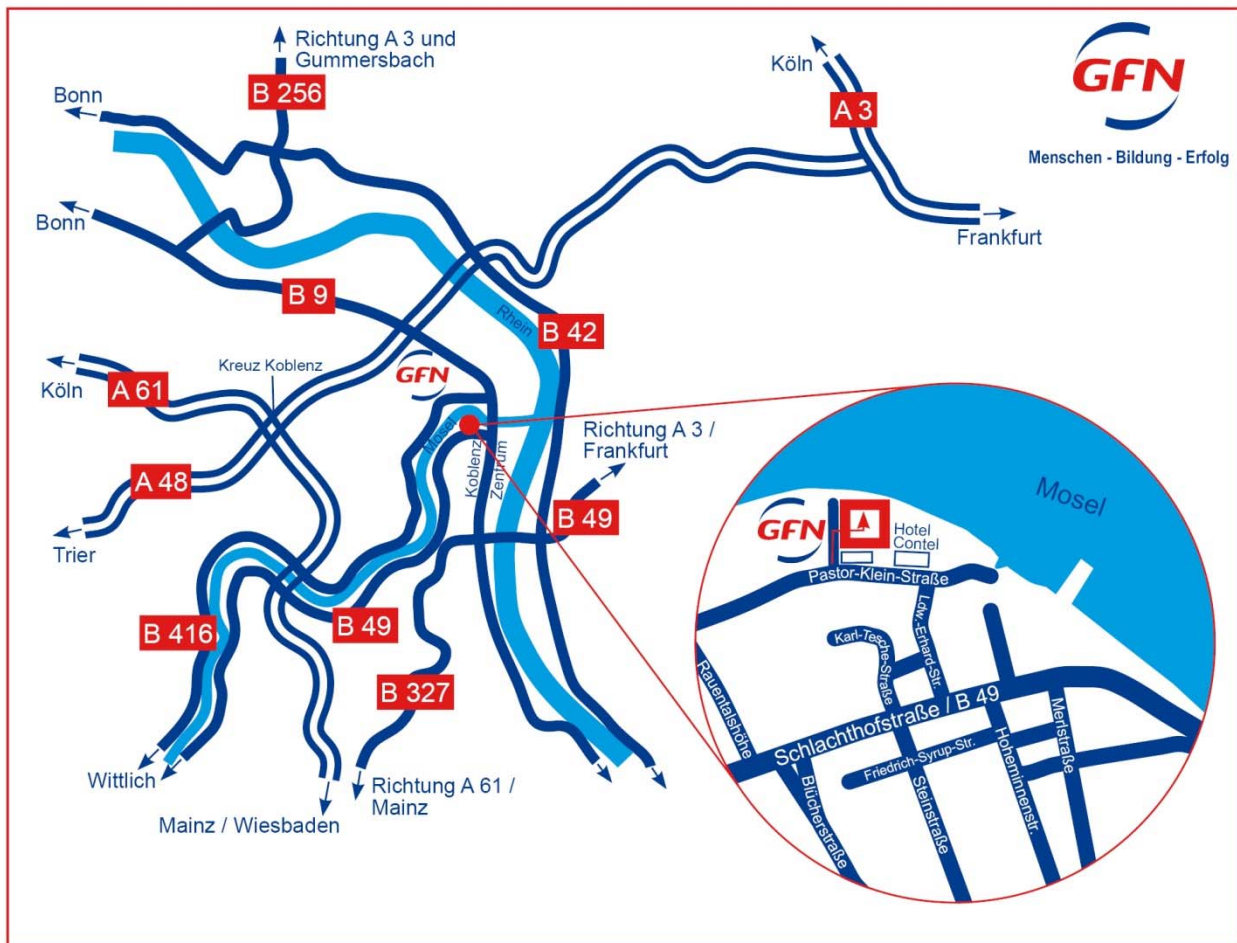 Richtung A 3 und
Gummersbach
B 256
Bonn
Bonn
Köln
A 3
Frankfurt
GFN
Menschen - Bildung - Erfolg
B 9
Rhein
B 42
Kreuz Koblenz
GFN
Köln
A 61
Mosel
Koblenz
Zentrum
Richtung A 3 /
Frankfurt
A 48
Trier
B 49
B 416
B 49
B 327
Wittlich
Mainz / Wiesbaden
Richtung A 61 /
Mainz
Mosel
GFN
Hotel
Contel
Pastor-Klein-Straße
Ldw.-Erhard-Str.
Karl-Tesche-Straße
Rauentalshöhe
Schlachthofstraße / B 49
Merlstraße
Friedrich-Syrup-Str.
Hoheminnenstr.
Blücherstraße
Steinstraße